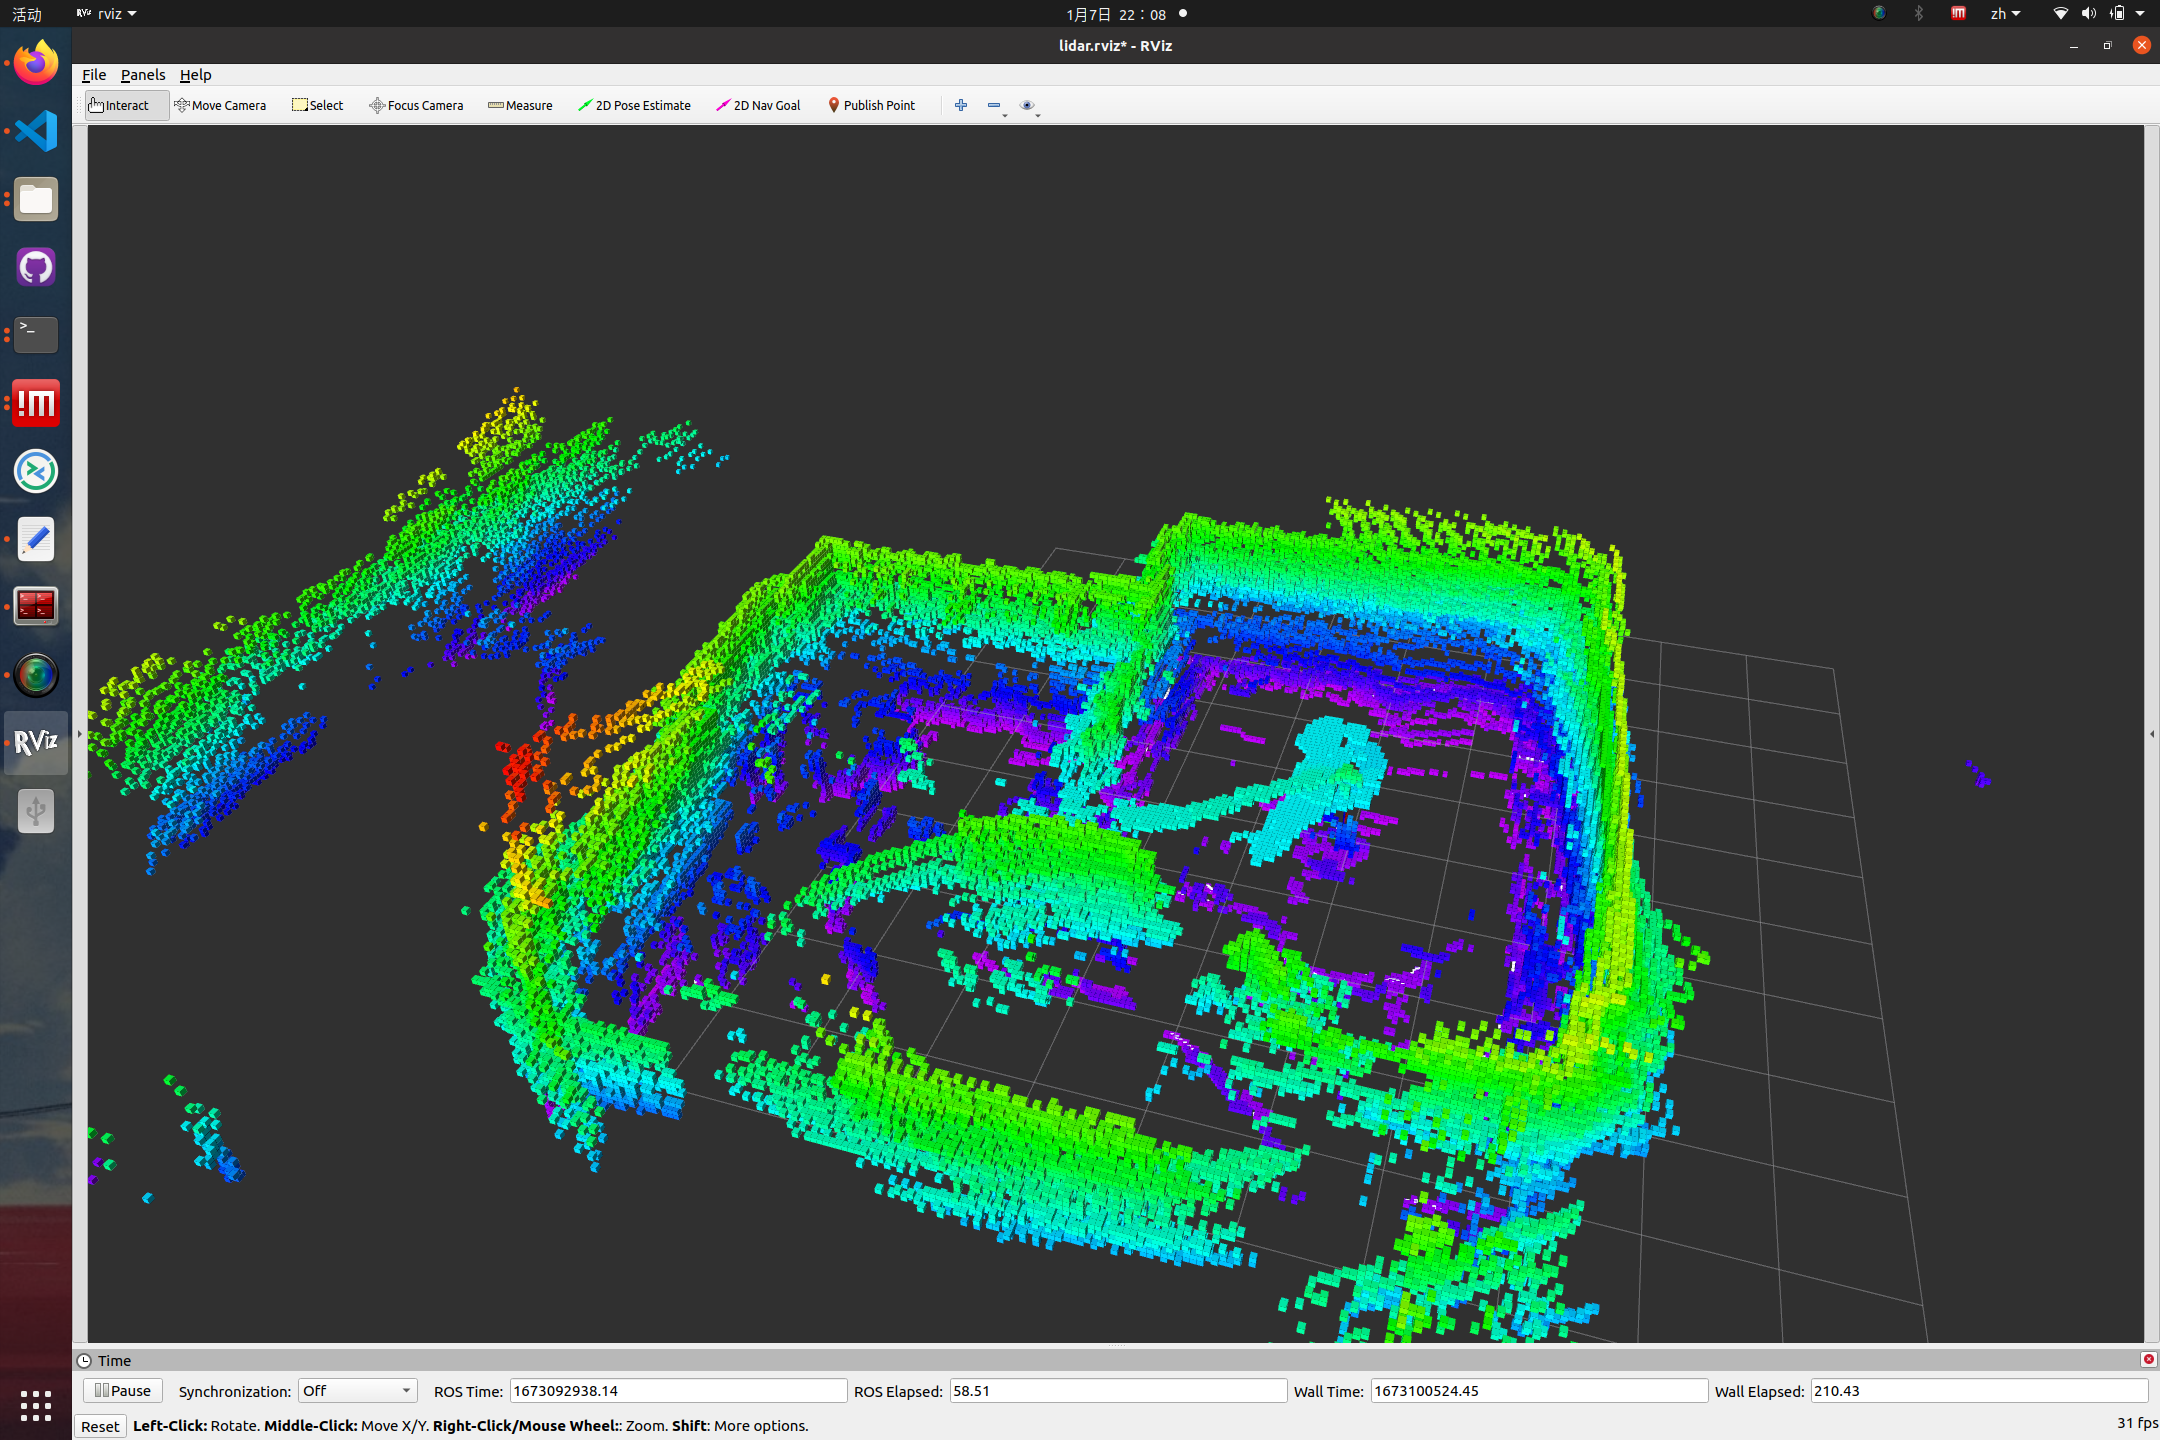 活动
RViz rviz
1月7日 22：08
zh
lidar.rviz* - RViz
File Panels Help
Interact Move Camera Select Focus Camera Measure 2D Pose Estimate 2D Nav Goal Publish Point
>_
!m
RViz
Time
Pause Synchronization: Off ROS Time: 1673092938.14 ROS Elapsed: 58.51 Wall Time: 1673100524.45 Wall Elapsed: 210.43
Reset Left-Click: Rotate. Middle-Click: Move X/Y. Right-Click/Mouse Wheel:: Zoom. Shift: More options.
31 fps